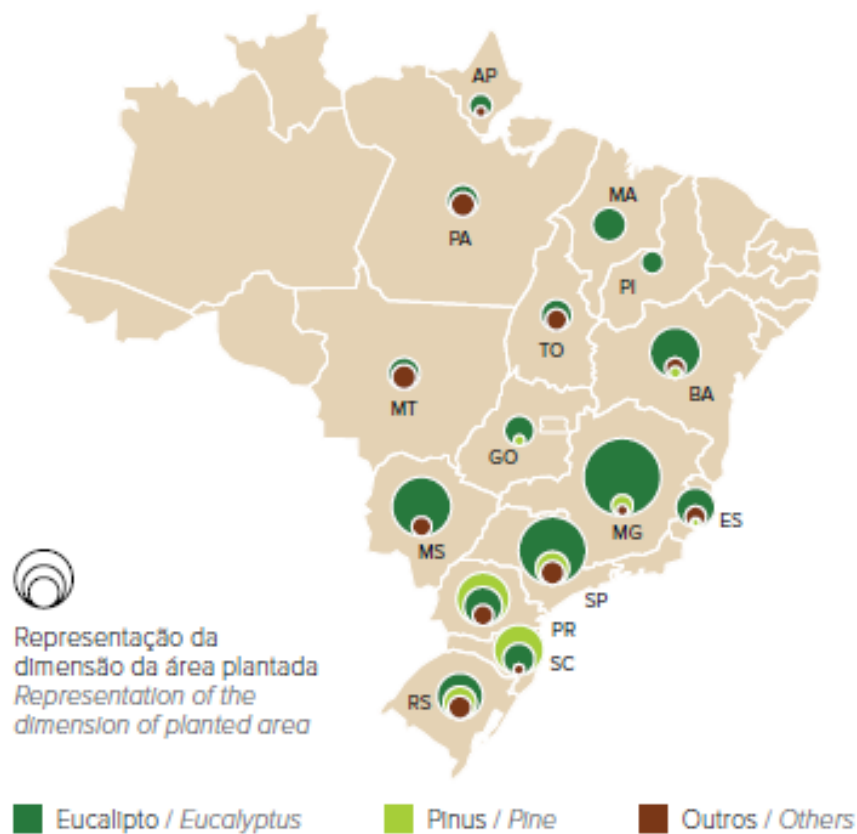 AP
MA
PA
PI
TO
BA
MT
GO
ES
MG
MS
SP
PR
SC
RS
Representação da
dimensão da área plantada
Representation of the
dimension of planted area
Eucalipto / Eucalyptus
Pinus / Pine
Outros / Others